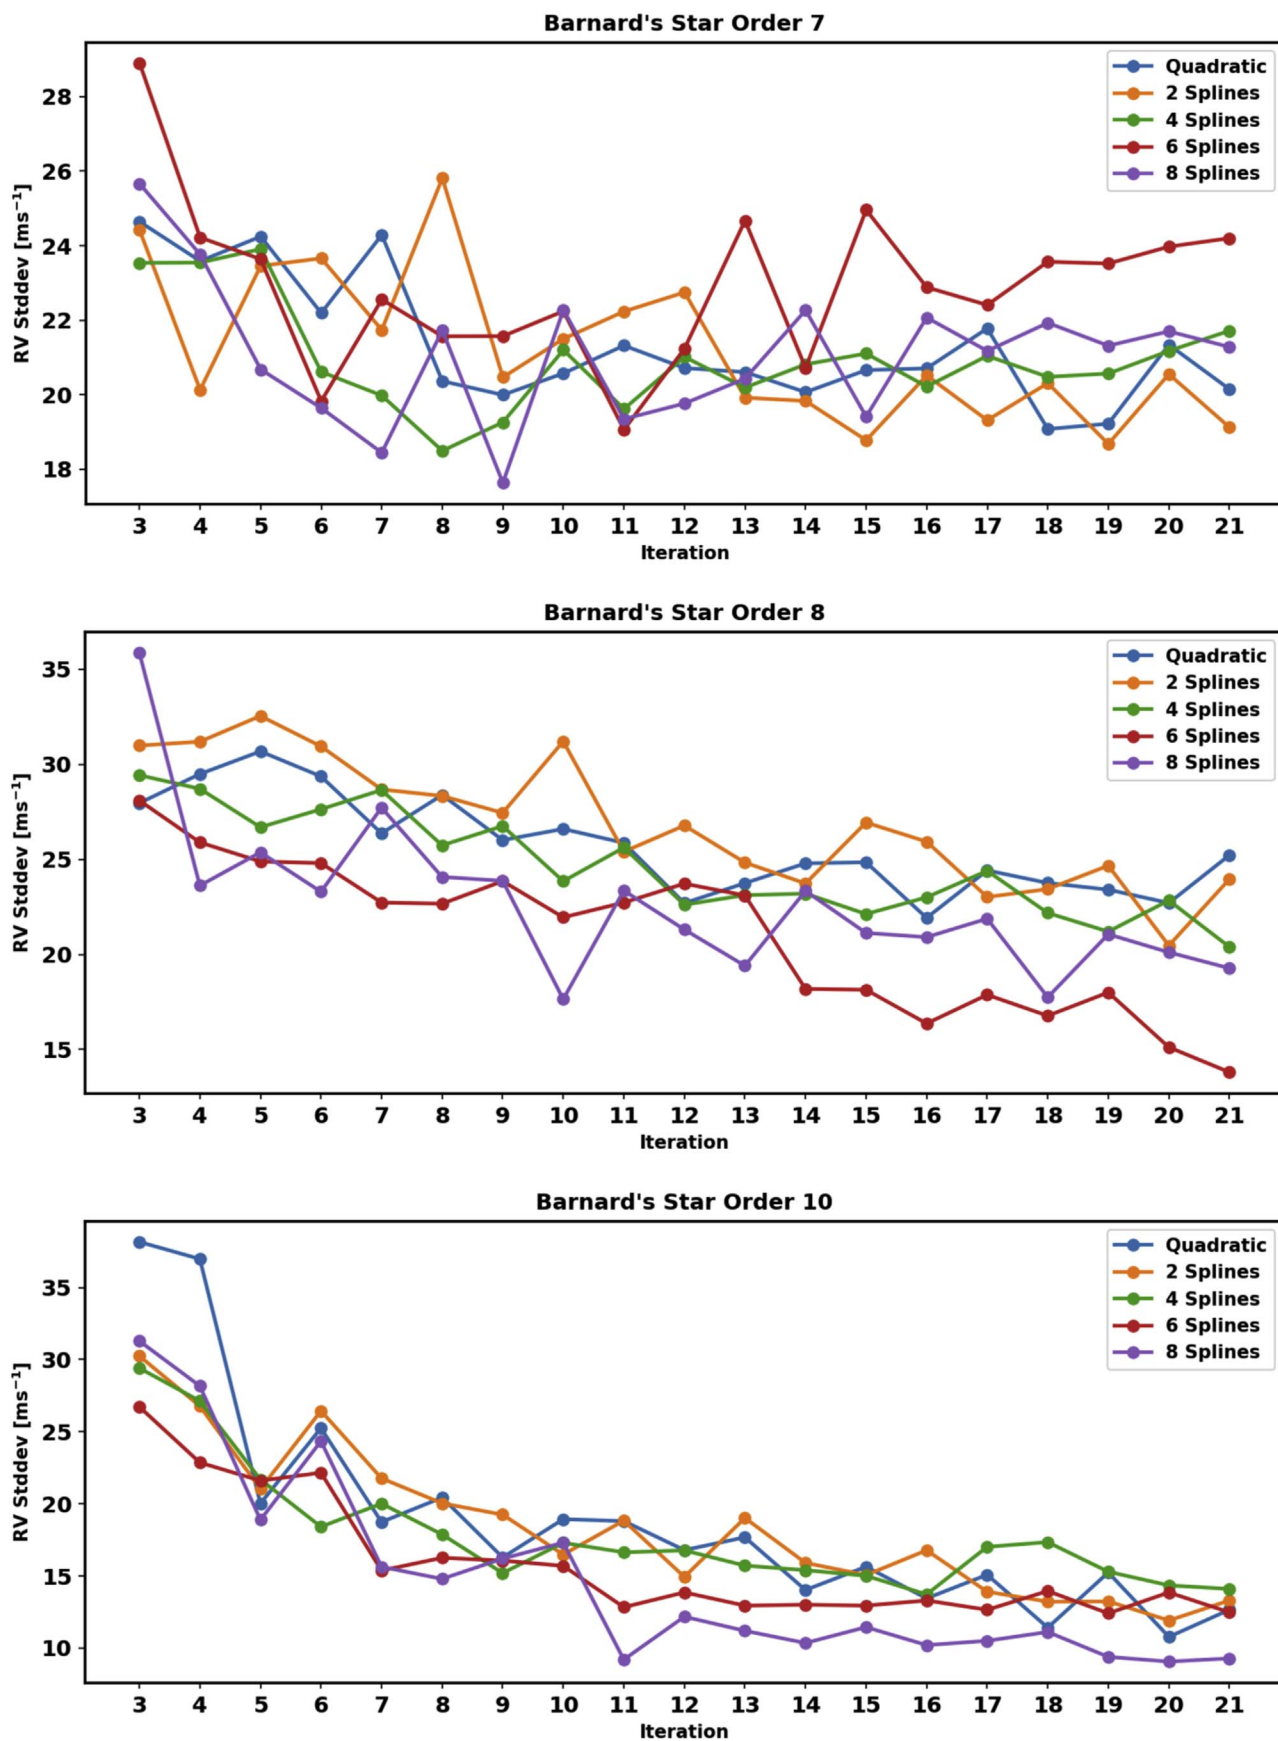 Barnard's Star Order 7
RV Stddev [ms⁻¹]
28
26
24
22
20
18
Quadratic
2 Splines
4 Splines
6 Splines
8 Splines
3 4 5 6 7 8 9 10 11 12 13 14 15 16 17 18 19 20 21
Iteration
Barnard's Star Order 8
RV Stddev [ms⁻¹]
35
30
25
20
15
Quadratic
2 Splines
4 Splines
6 Splines
8 Splines
3 4 5 6 7 8 9 10 11 12 13 14 15 16 17 18 19 20 21
Iteration
Barnard's Star Order 10
RV Stddev [ms⁻¹]
35
30
25
20
15
10
Quadratic
2 Splines
4 Splines
6 Splines
8 Splines
3 4 5 6 7 8 9 10 11 12 13 14 15 16 17 18 19 20 21
Iteration